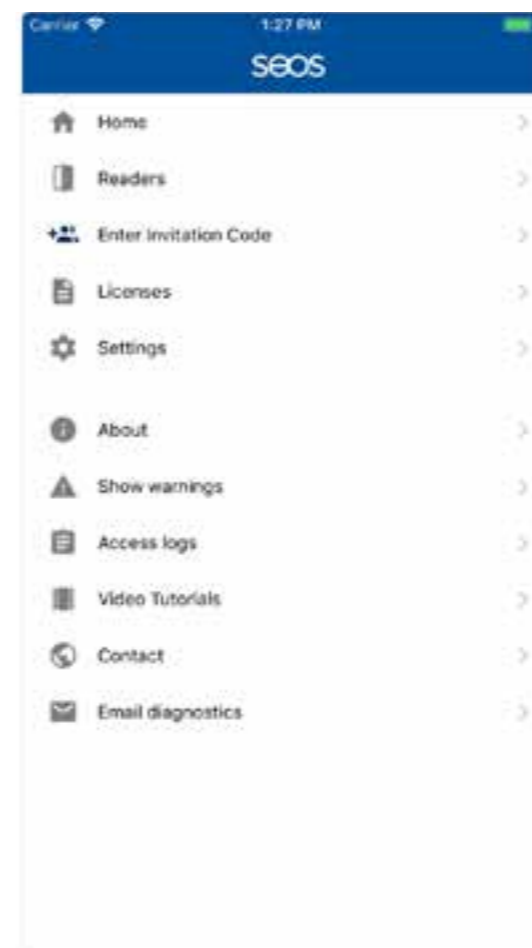 Carrier 1:27 PM
seos
Home
Readers
Enter Invitation Code
Licenses
Settings
About
Show warnings
Access logs
Video Tutorials
Contact
Email diagnostics